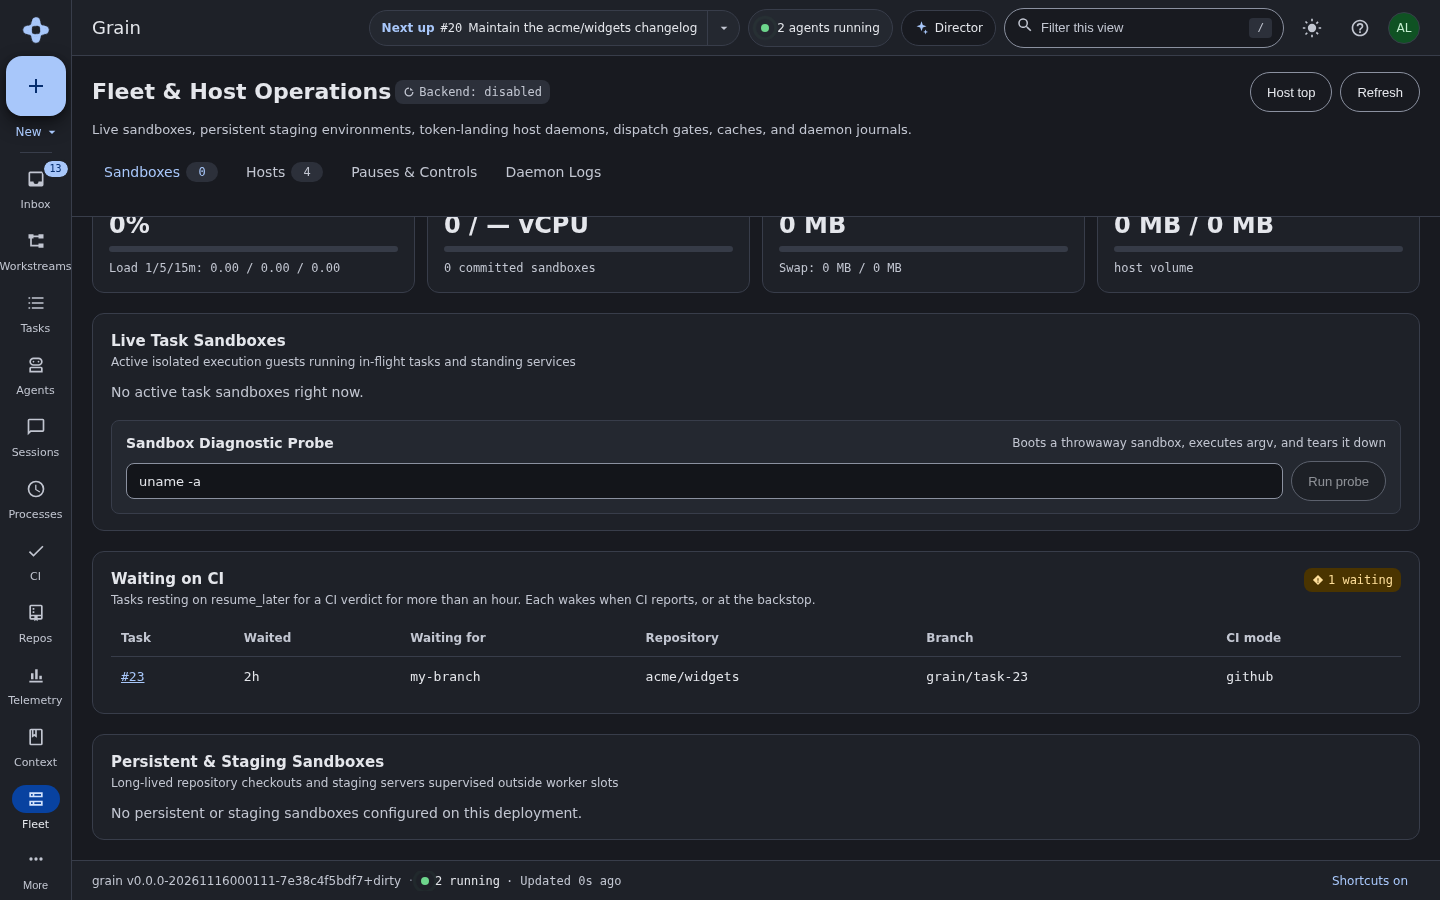 Grain
Next up #20 Maintain the acme/widgets changelog
2 agents running
Director
Filter this view /
AL
New
13
Inbox
Workstreams
Tasks
Agents
Sessions
Processes
CI
Repos
Telemetry
Context
Fleet
More
Fleet & Host Operations
Backend: disabled
Host top
Refresh
Live sandboxes, persistent staging environments, token-landing host daemons, dispatch gates, caches, and daemon journals.
Sandboxes 0
Hosts 4
Pauses & Controls
Daemon Logs
0%
Load 1/5/15m: 0.00 / 0.00 / 0.00
0 / — vCPU
0 committed sandboxes
0 MB
Swap: 0 MB / 0 MB
0 MB / 0 MB
host volume
Live Task Sandboxes
Active isolated execution guests running in-flight tasks and standing services
No active task sandboxes right now.
Sandbox Diagnostic Probe
Boots a throwaway sandbox, executes argv, and tears it down
uname -a
Run probe
Waiting on CI
1 waiting
Tasks resting on resume_later for a CI verdict for more than an hour. Each wakes when CI reports, or at the backstop.
Task Waited Waiting for Repository Branch CI mode
#23 2h my-branch acme/widgets grain/task-23 github
Persistent & Staging Sandboxes
Long-lived repository checkouts and staging servers supervised outside worker slots
No persistent or staging sandboxes configured on this deployment.
grain v0.0.0-20261116000111-7e38c4f5bdf7+dirty · 2 running · Updated 0s ago
Shortcuts on